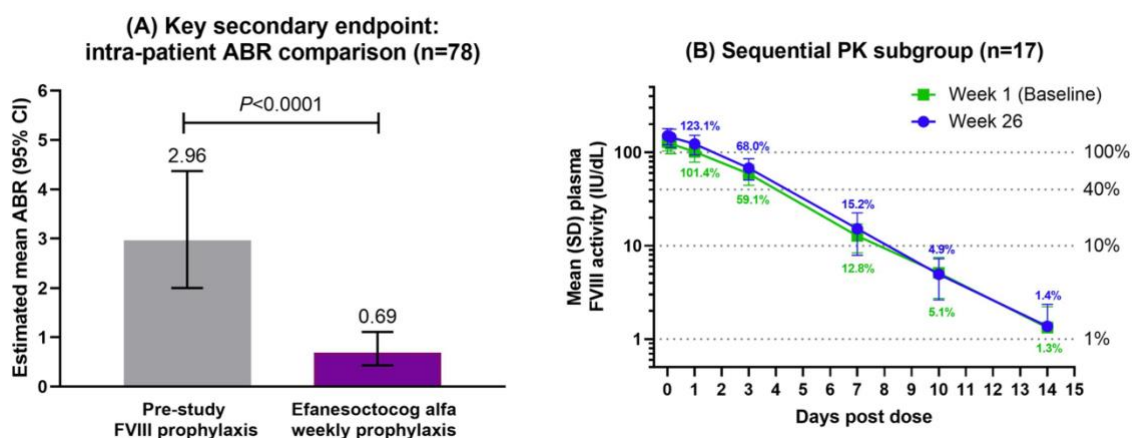 (A) Key secondary endpoint:
intra-patient ABR comparison (n=78)
Estimated mean ABR (95% CI)
6
5
4
3
2
1
0
P<0.0001
2.96
0.69
Pre-study
FVIII prophylaxis
Efanesoctocog alfa
weekly prophylaxis
(B) Sequential PK subgroup (n=17)
Week 1 (Baseline)
Week 26
Mean (SD) plasma
FVIII activity (IU/dL)
100
10
1
123.1%
68.0%
15.2%
4.9%
1.4%
101.4%
59.1%
12.8%
5.1%
1.3%
100%
40%
10%
1%
0 1 2 3 4 5 6 7 8 9 10 11 12 13 14 15
Days post dose